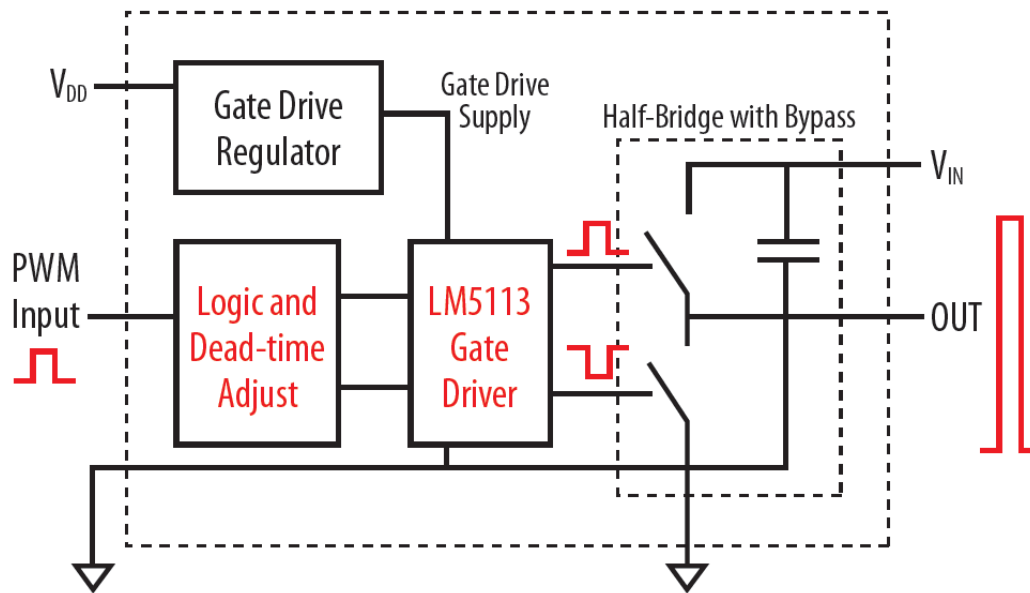 V_DD
Gate Drive
Regulator
Gate Drive
Supply
Half-Bridge with Bypass
V_IN
PWM
Input
Logic and
Dead-time
Adjust
LM5113
Gate
Driver
OUT